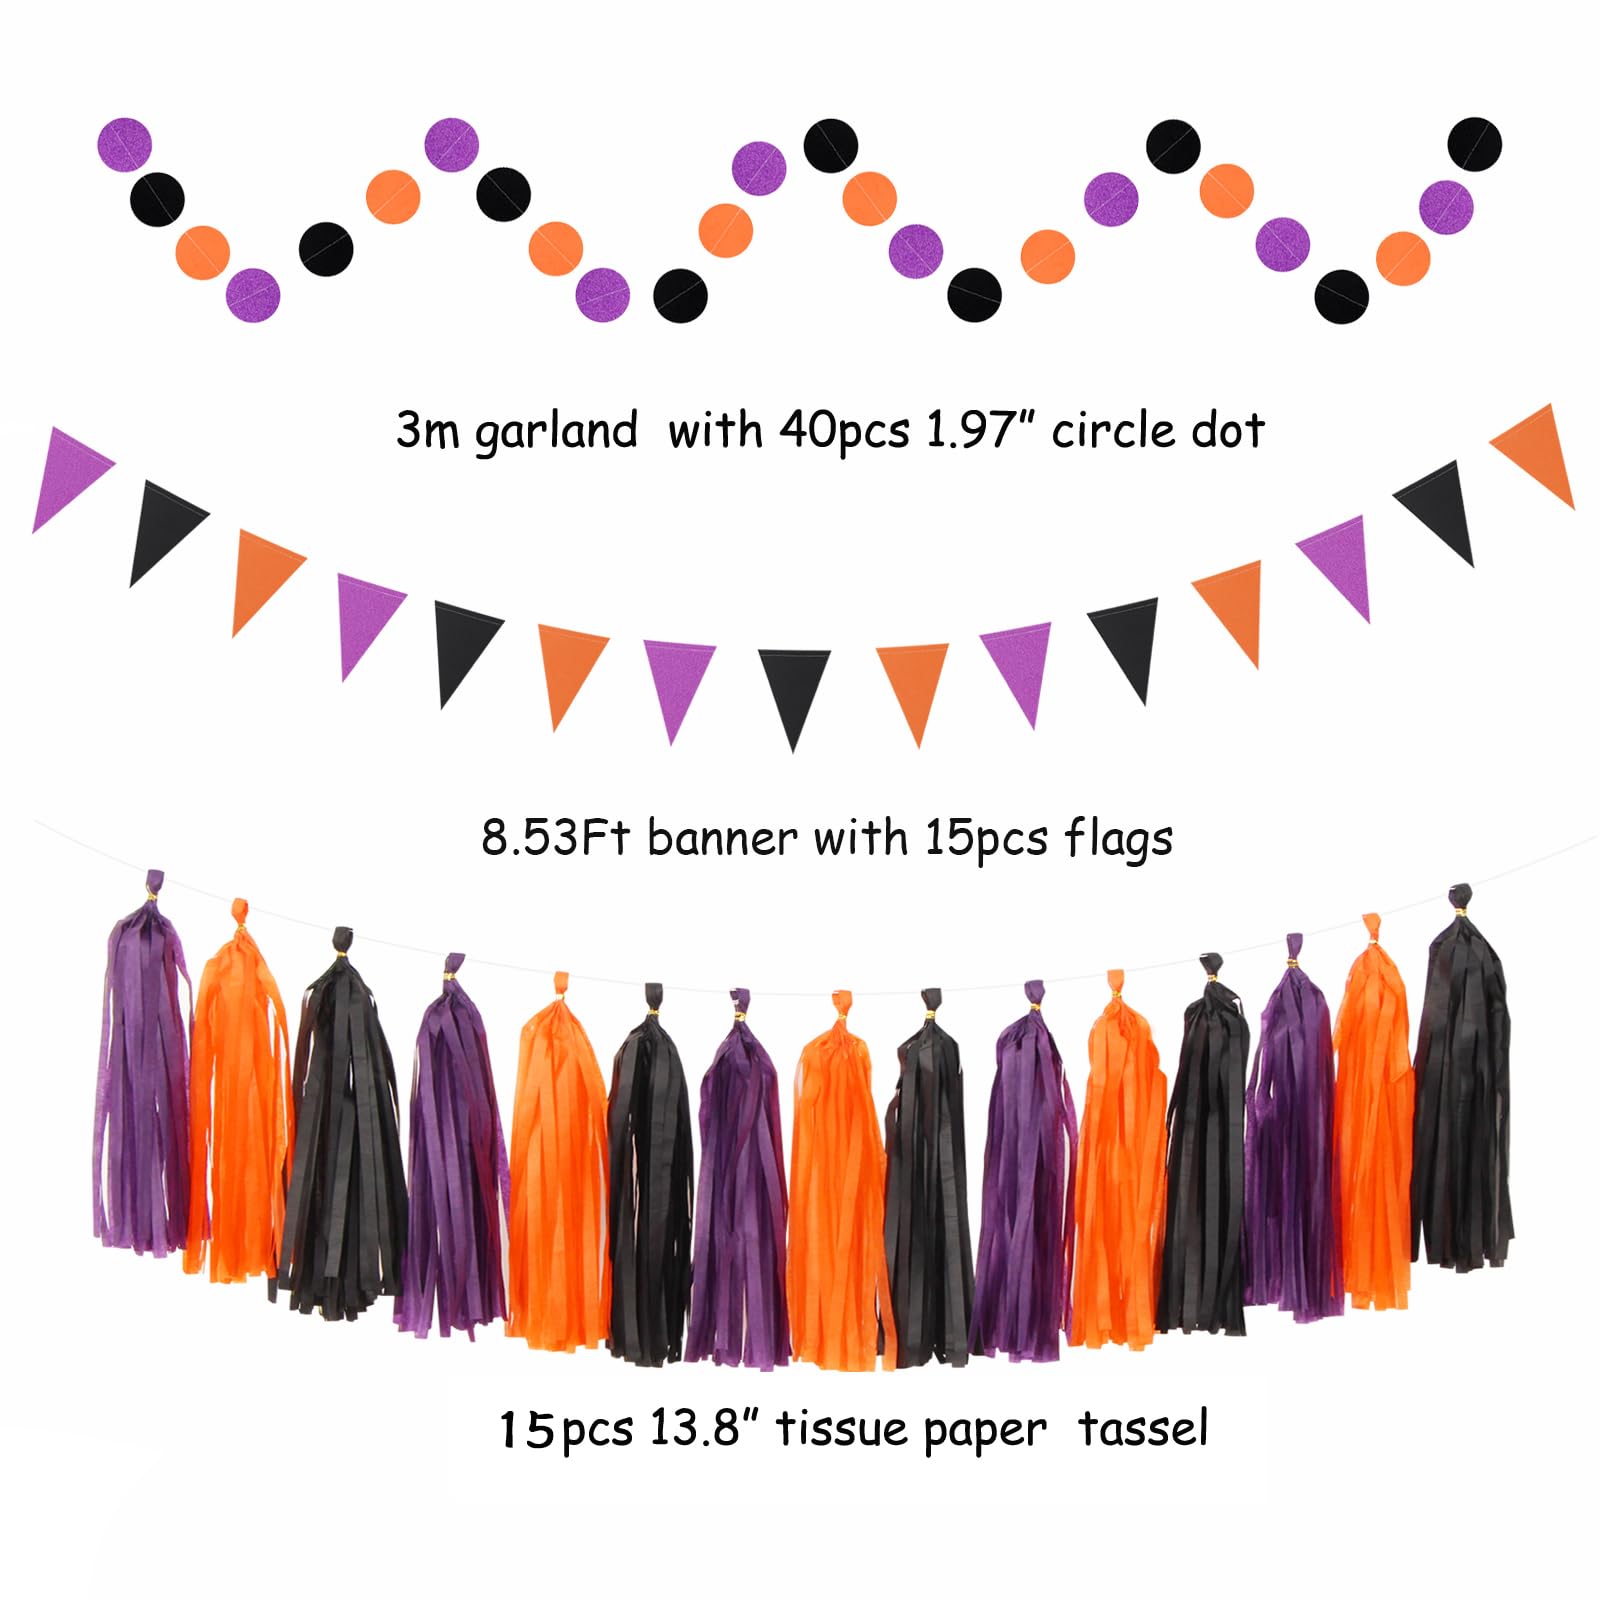 3m garland with 40pcs 1.97" circle dot
8.53Ft banner with 15pcs flags
15pcs 13.8" tissue paper tassel